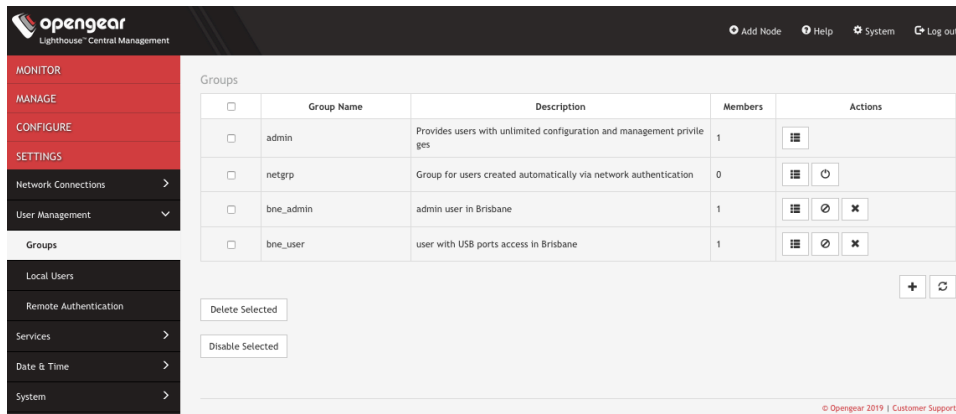 opengear
Lighthouse™ Central Management
Add Node
Help
System
Log out
MONITOR
MANAGE
CONFIGURE
SETTINGS
Network Connections
User Management
Groups
Local Users
Remote Authentication
Services
Date & Time
System
Groups
Group Name Description Members Actions
admin Provides users with unlimited configuration and management privile 1
ges
netgrp Group for users created automatically via network authentication 0
bne_admin admin user in Brisbane 1
bne_user user with USB ports access in Brisbane 1
Delete Selected
Disable Selected
© Opengear 2019 | Customer Support